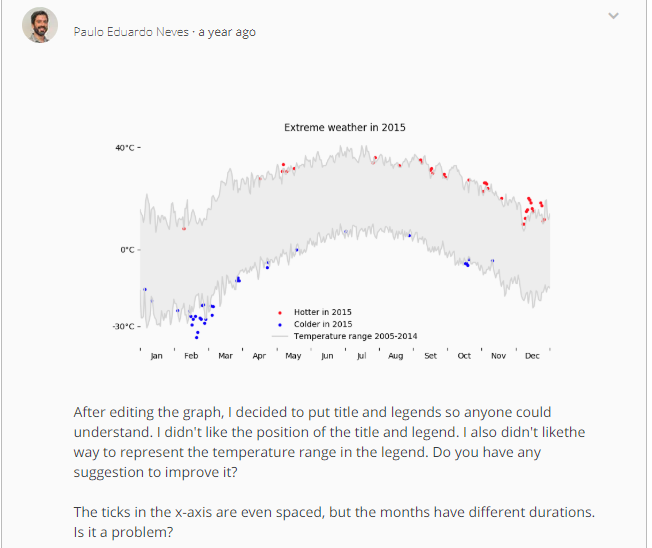 Paulo Eduardo Neves · a year ago
Extreme weather in 2015
40°C
0°C
-30°C
Hotter in 2015
Colder in 2015
Temperature range 2005-2014
Jan Feb Mar Apr May Jun Jul Aug Set Oct Nov Dec
After editing the graph, I decided to put title and legends so anyone could
understand. I didn't like the position of the title and legend. I also didn't likethe
way to represent the temperature range in the legend. Do you have any
suggestion to improve it?
The ticks in the x-axis are even spaced, but the months have different durations.
Is it a problem?